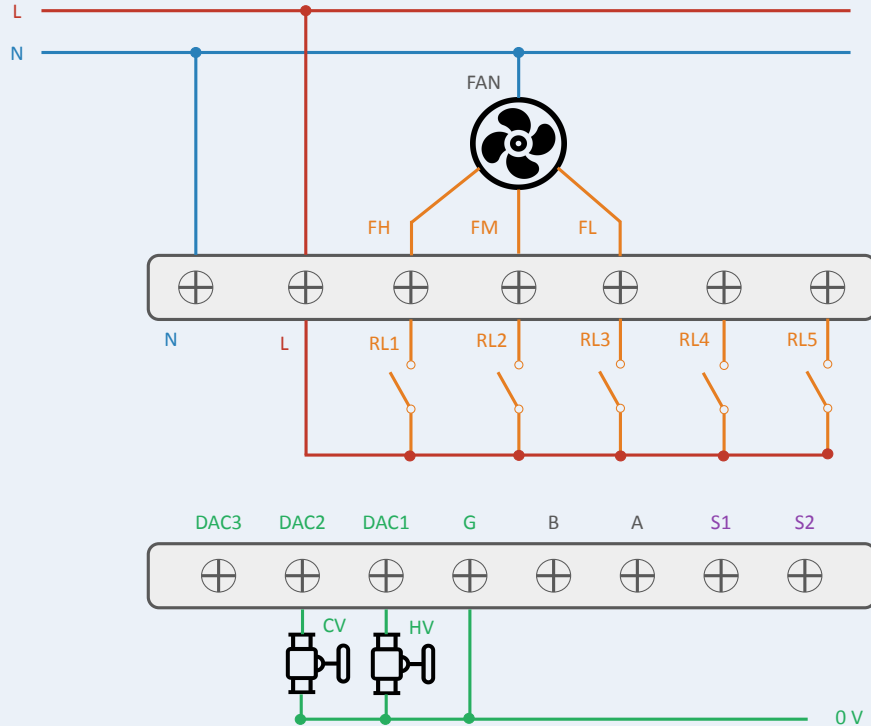 L
N
FAN
FH FM FL
N L RL1 RL2 RL3 RL4 RL5
DAC3 DAC2 DAC1 G B A S1 S2
CV HV
0 V